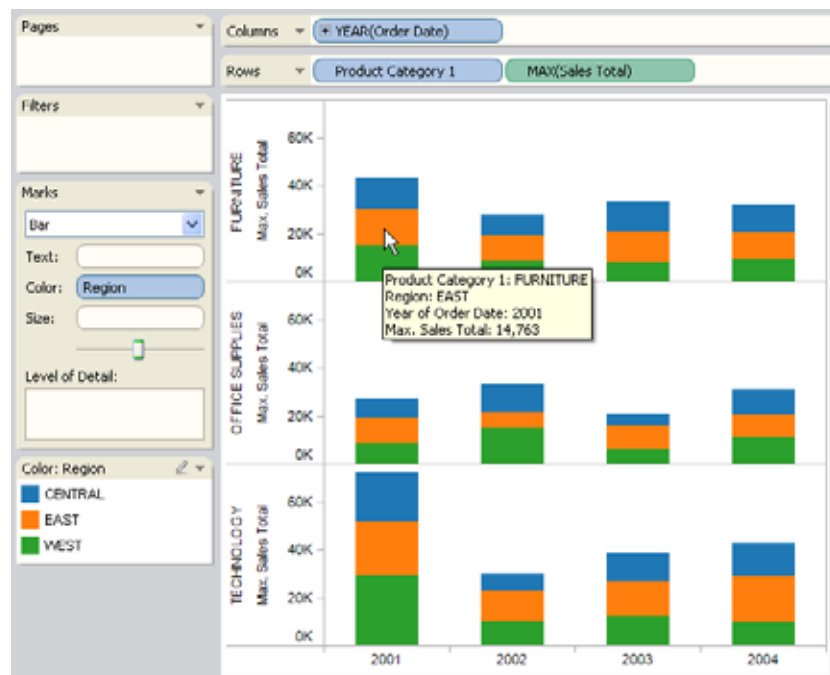 Pages
Columns
YEAR(Order Date)
Rows
Product Category 1
MAX(Sales Total)
Filters
Marks
Bar
Text:
Color:
Region
Size:
Level of Detail:
Color: Region
CENTRAL
EAST
WEST
FURNITURE
Max. Sales Total
60K
40K
20K
0K
Product Category 1: FURNITURE
Region: EAST
Year of Order Date: 2001
Max. Sales Total: 14,763
OFFICE SUPPLIES
Max. Sales Total
60K
40K
20K
0K
TECHNOLOGY
Max. Sales Total
60K
40K
20K
0K
2001
2002
2003
2004